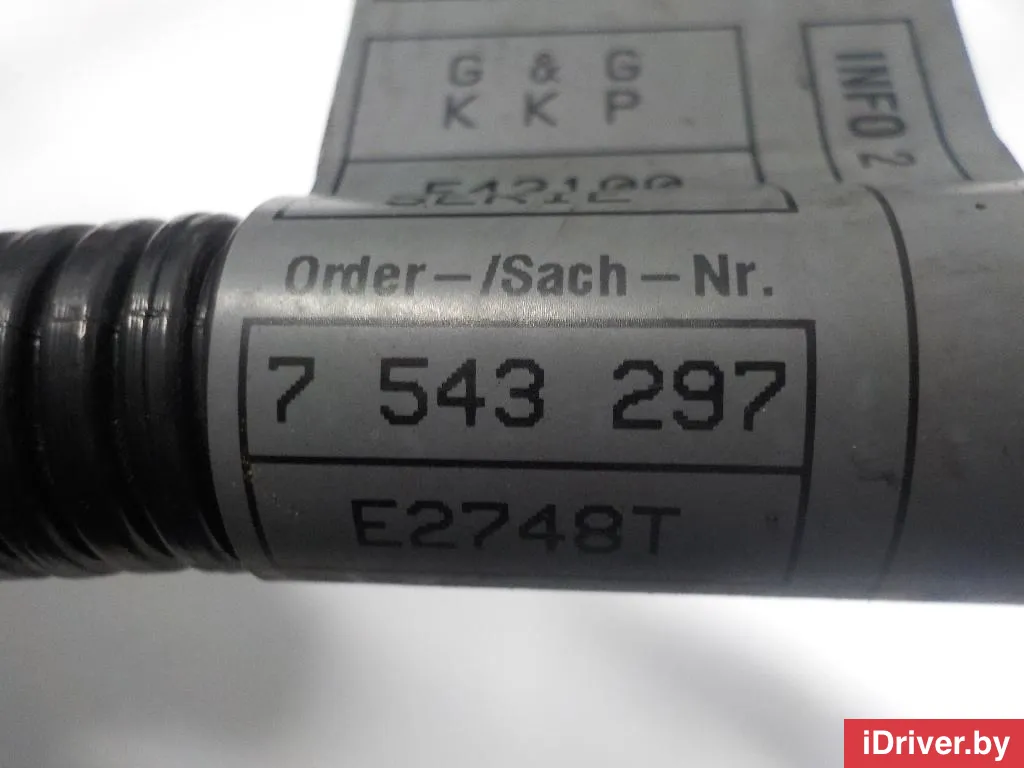 G & G
K K P
INFO 2
Order-/Sach-Nr.
7 543 297
E2748T
iDriver.by